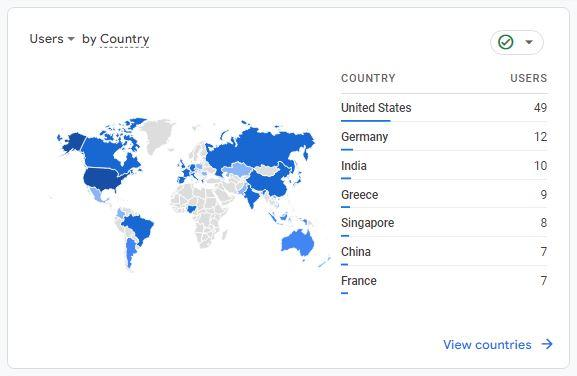 Users by Country
COUNTRY USERS
United States 49
Germany 12
India 10
Greece 9
Singapore 8
China 7
France 7
View countries